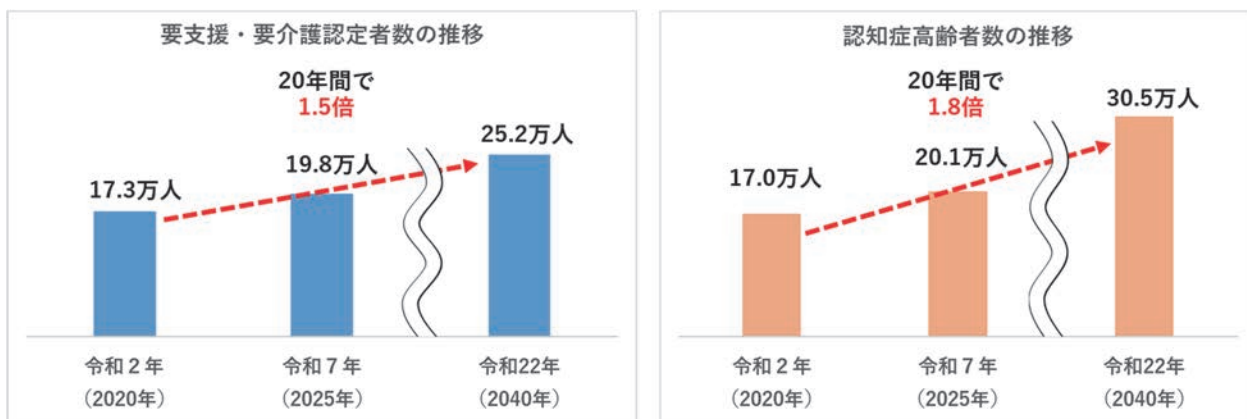 要支援・要介護認定者数の推移
20年間で
1.5倍
17.3万人
19.8万人
25.2万人
令和２年
（2020年）
令和７年
（2025年）
令和22年
（2040年）
認知症高齢者数の推移
20年間で
1.8倍
17.0万人
20.1万人
30.5万人
令和２年
（2020年）
令和７年
（2025年）
令和22年
（2040年）